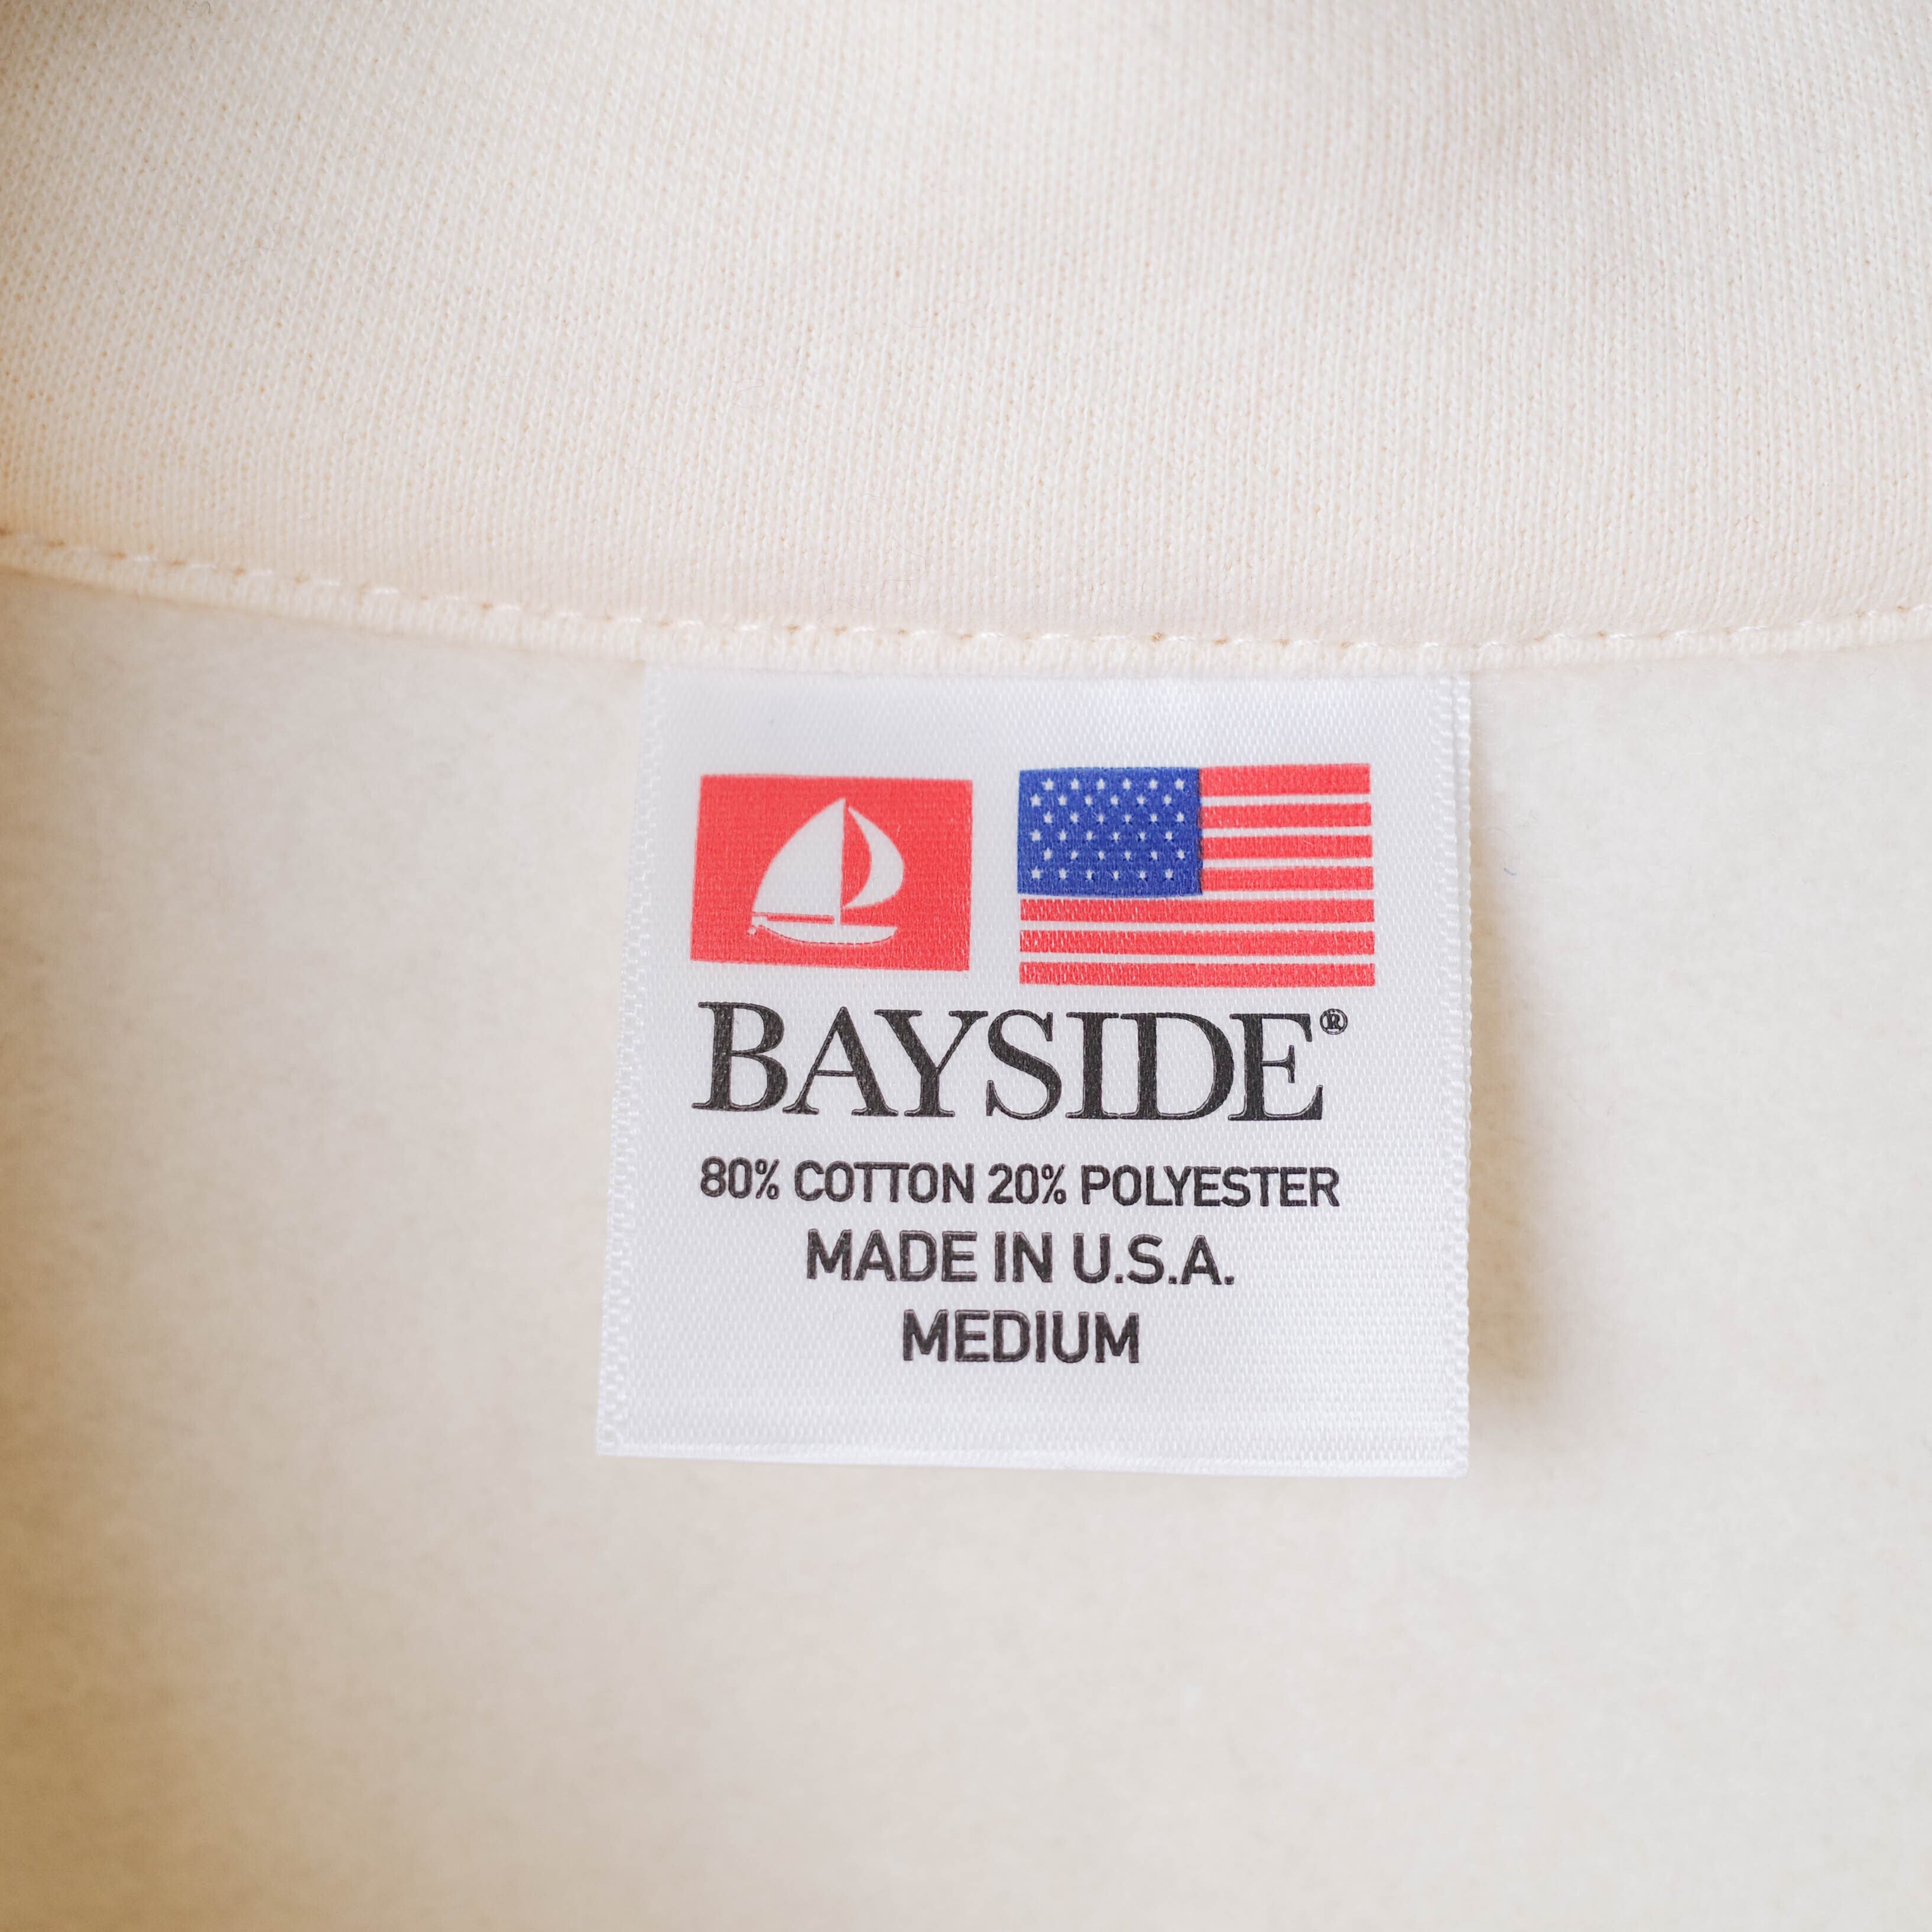 BAYSIDE®
80% COTTON 20% POLYESTER
MADE IN U.S.A.
MEDIUM